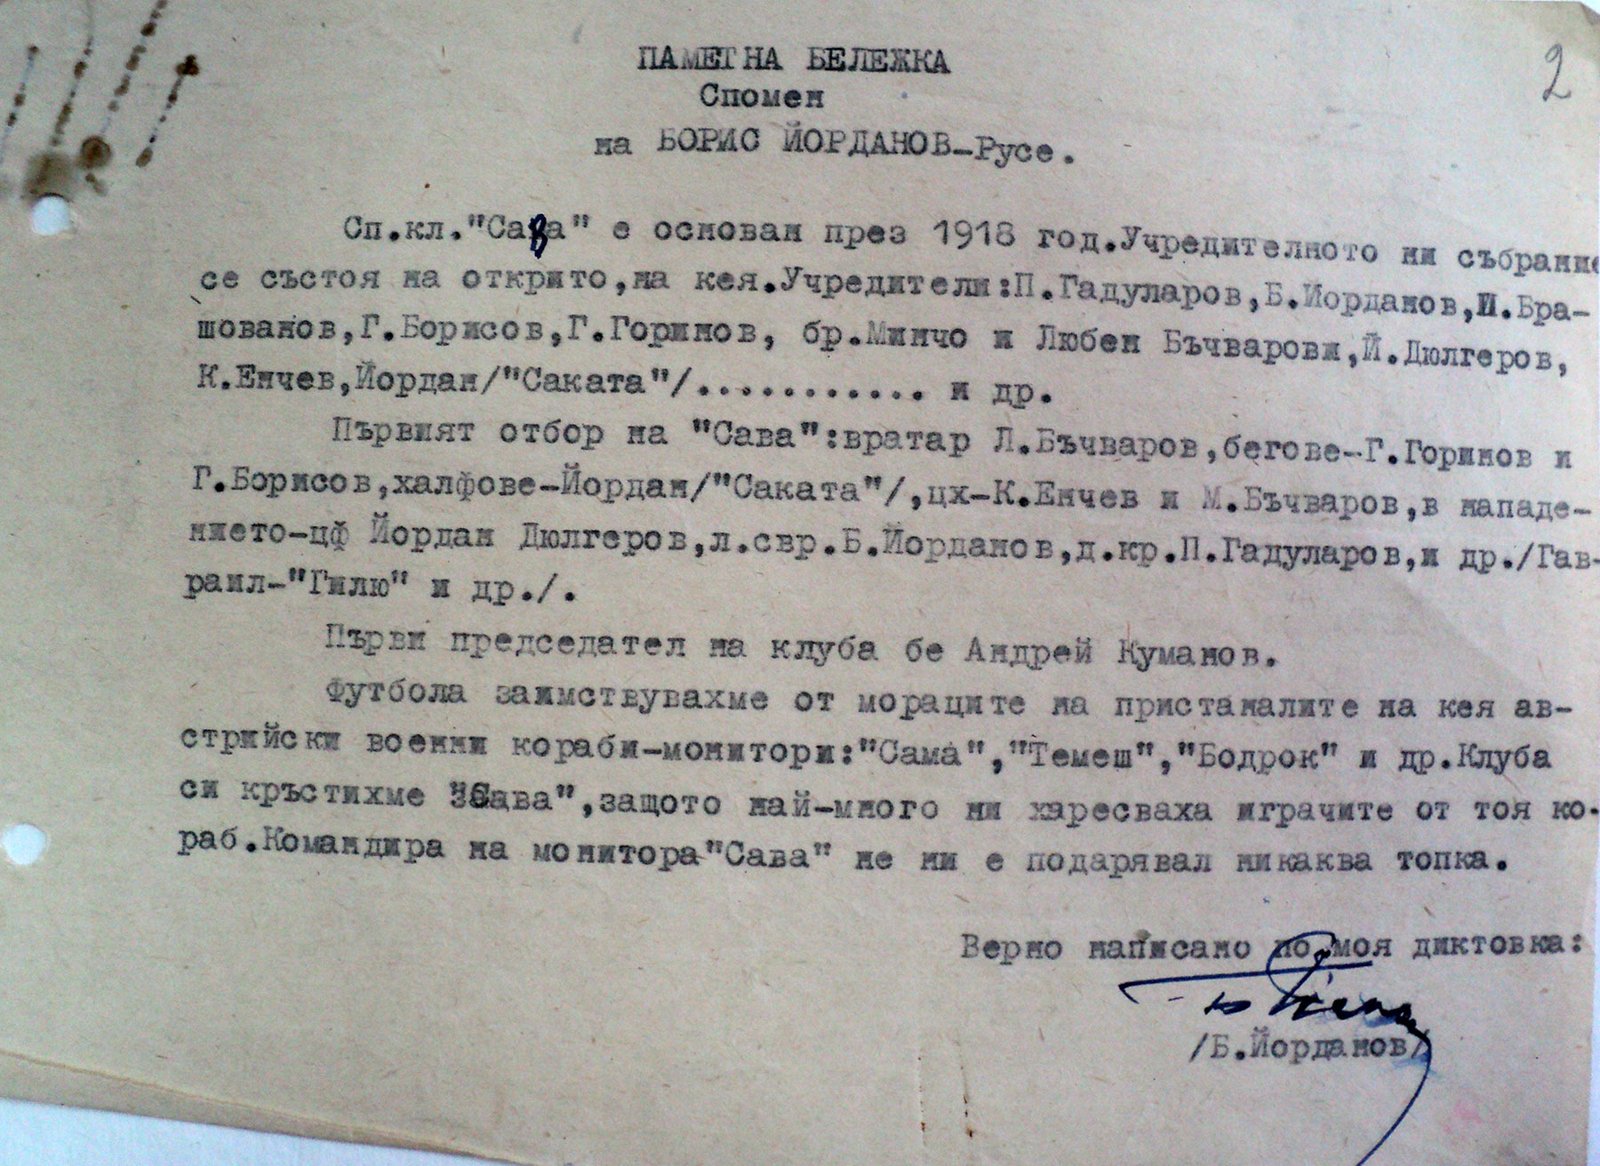 2
ПАМЕТНА БЕЛЕЖКА
Спомен
на БОРИС ЙОРДАНОВ-Русе.
Сп.кл."Сава" е основан през 1918 год.Учредителното ни събрание
се състоя на открито,на кея.Учредители:П.Гадуларов,Б.Йорданов,И.Бра-
шованов,Г.Борисов,Г.Горинов, бр.Минчо и Любен Бъчварови,Й.Дюлгеров,
К.Енчев,Йордан/"Саката"/........... и др.
Първият отбор на "Сава":вратар Л.Бъчваров,бегове-Г.Горинов и
Г.Борисов,халфове-Йордан/"Саката"/,цх-К.Енчев и М.Бъчваров,в нападе-
нието-цф Йордан Дюлгеров,л.свр.Б.Йорданов,д.кр.П.Гадуларов,и др./Гав-
раил-"Гилю" и др./.
Първи председател на клуба бе Андрей Куманов.
Футбола заимствувахме от мораците на пристаналите на кея ав-
стрийски военни кораби-монитори:"Сама","Темеш","Бодрок" и др.Клуба
си кръстихме "Сава",защото най-много ни харесваха играчите от тоя ко-
раб.Командира на монитора"Сава" не ни е подарявал никаква топка.
Верно написано по моя диктовка:
/Б.Йорданов/